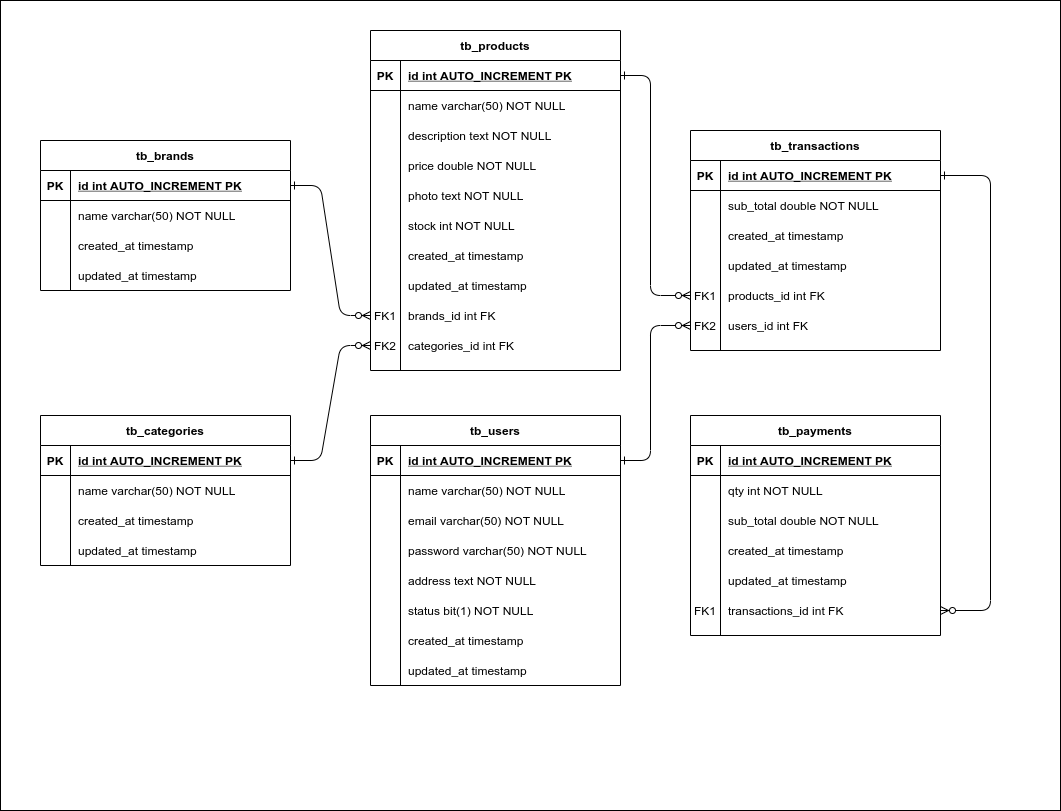 tb_products
PK id int AUTO_INCREMENT PK
name varchar(50) NOT NULL
description text NOT NULL
price double NOT NULL
photo text NOT NULL
stock int NOT NULL
created_at timestamp
updated_at timestamp
FK1 brands_id int FK
FK2 categories_id int FK
tb_brands
PK id int AUTO_INCREMENT PK
name varchar(50) NOT NULL
created_at timestamp
updated_at timestamp
tb_transactions
PK id int AUTO_INCREMENT PK
sub_total double NOT NULL
created_at timestamp
updated_at timestamp
FK1 products_id int FK
FK2 users_id int FK
tb_categories
PK id int AUTO_INCREMENT PK
name varchar(50) NOT NULL
created_at timestamp
updated_at timestamp
tb_users
PK id int AUTO_INCREMENT PK
name varchar(50) NOT NULL
email varchar(50) NOT NULL
password varchar(50) NOT NULL
address text NOT NULL
status bit(1) NOT NULL
created_at timestamp
updated_at timestamp
tb_payments
PK id int AUTO_INCREMENT PK
qty int NOT NULL
sub_total double NOT NULL
created_at timestamp
updated_at timestamp
FK1 transactions_id int FK